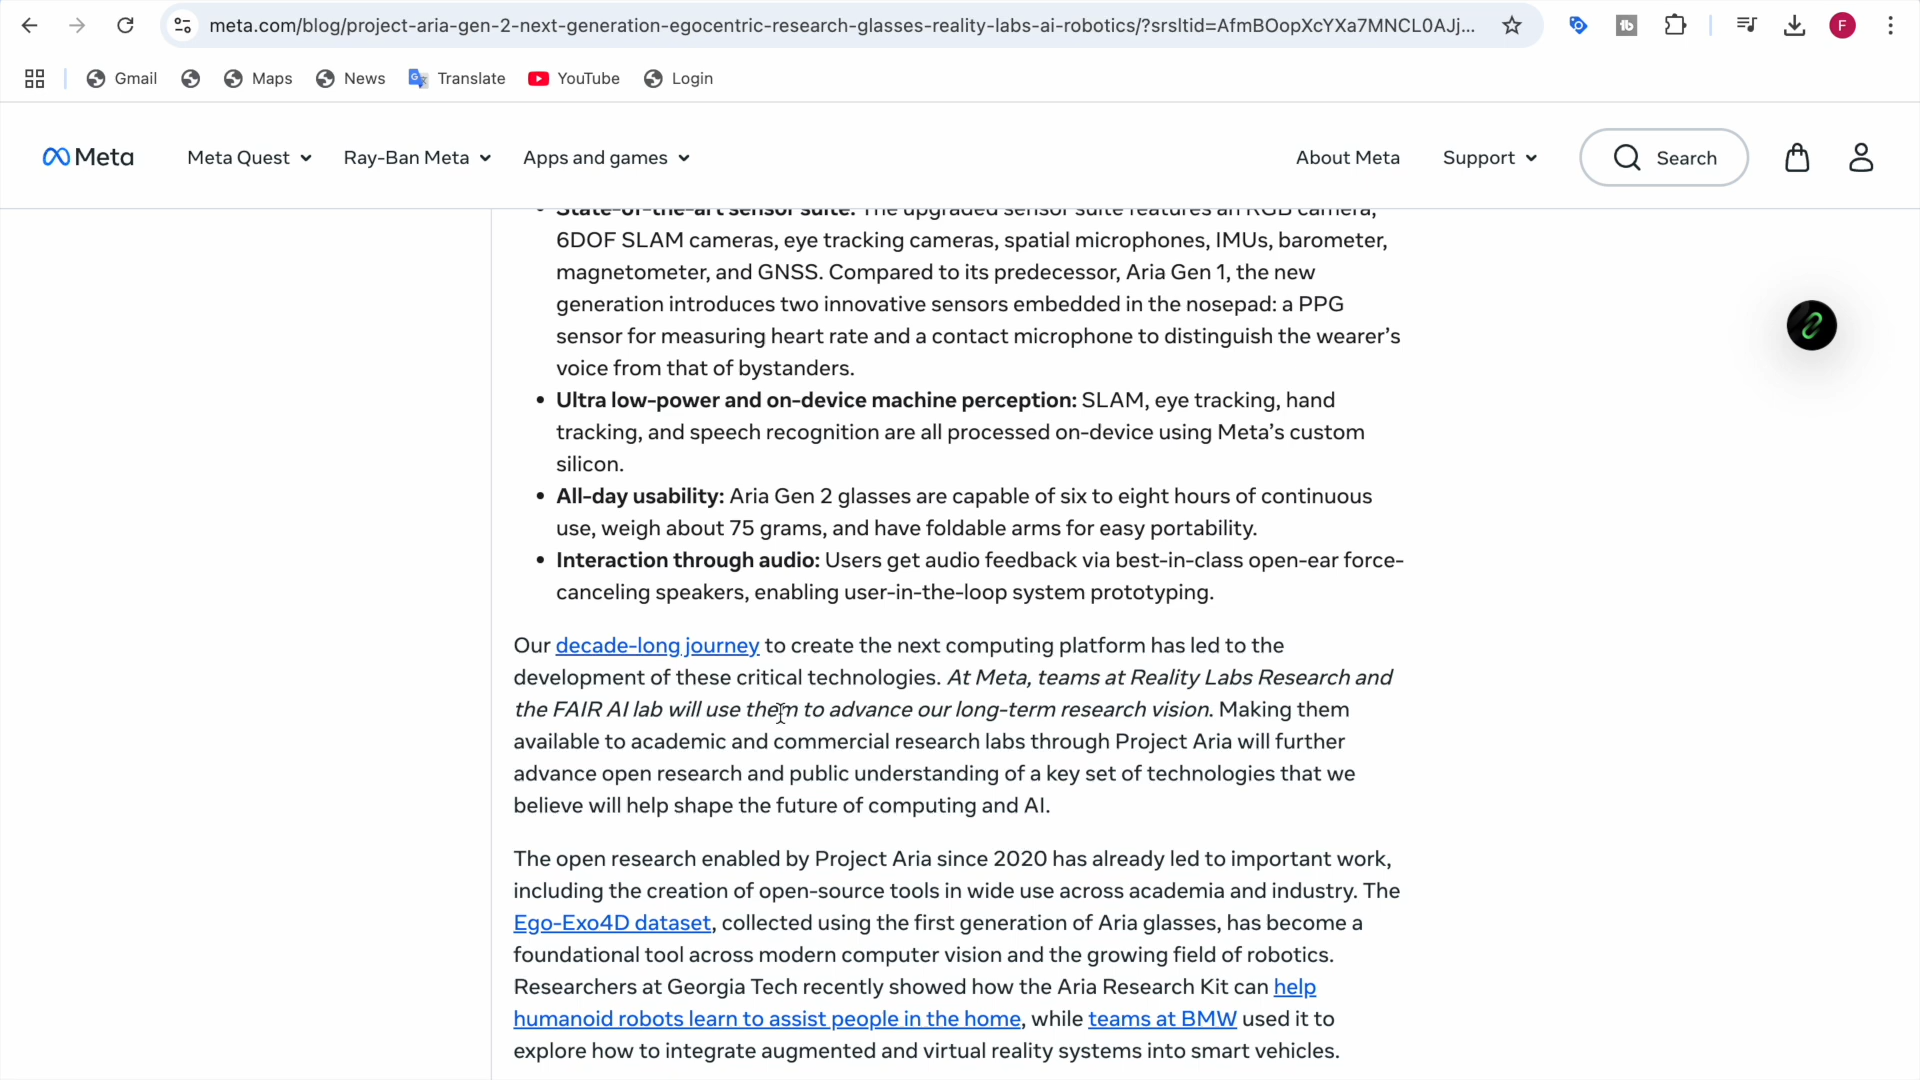 meta.com/blog/project-aria-gen-2-next-generation-egocentric-research-glasses-reality-labs-ai-robotics/?srsltid=AfmBOopXcYXa7MNCL0AJj...
F
Gmail
Maps
News
Translate
YouTube
Login
Meta
Meta Quest
Ray-Ban Meta
Apps and games
About Meta
Support
Search
• State-of-the-art sensor suite: The upgraded sensor suite features an RGB camera,
6DOF SLAM cameras, eye tracking cameras, spatial microphones, IMUs, barometer,
magnetometer, and GNSS. Compared to its predecessor, Aria Gen 1, the new
generation introduces two innovative sensors embedded in the nosepad: a PPG
sensor for measuring heart rate and a contact microphone to distinguish the wearer’s
voice from that of bystanders.
• Ultra low-power and on-device machine perception: SLAM, eye tracking, hand
tracking, and speech recognition are all processed on-device using Meta’s custom
silicon.
• All-day usability: Aria Gen 2 glasses are capable of six to eight hours of continuous
use, weigh about 75 grams, and have foldable arms for easy portability.
• Interaction through audio: Users get audio feedback via best-in-class open-ear force-
canceling speakers, enabling user-in-the-loop system prototyping.
Our decade-long journey to create the next computing platform has led to the
development of these critical technologies. At Meta, teams at Reality Labs Research and
the FAIR AI lab will use them to advance our long-term research vision. Making them
available to academic and commercial research labs through Project Aria will further
advance open research and public understanding of a key set of technologies that we
believe will help shape the future of computing and AI.
The open research enabled by Project Aria since 2020 has already led to important work,
including the creation of open-source tools in wide use across academia and industry. The
Ego-Exo4D dataset, collected using the first generation of Aria glasses, has become a
foundational tool across modern computer vision and the growing field of robotics.
Researchers at Georgia Tech recently showed how the Aria Research Kit can help
humanoid robots learn to assist people in the home, while teams at BMW used it to
explore how to integrate augmented and virtual reality systems into smart vehicles.